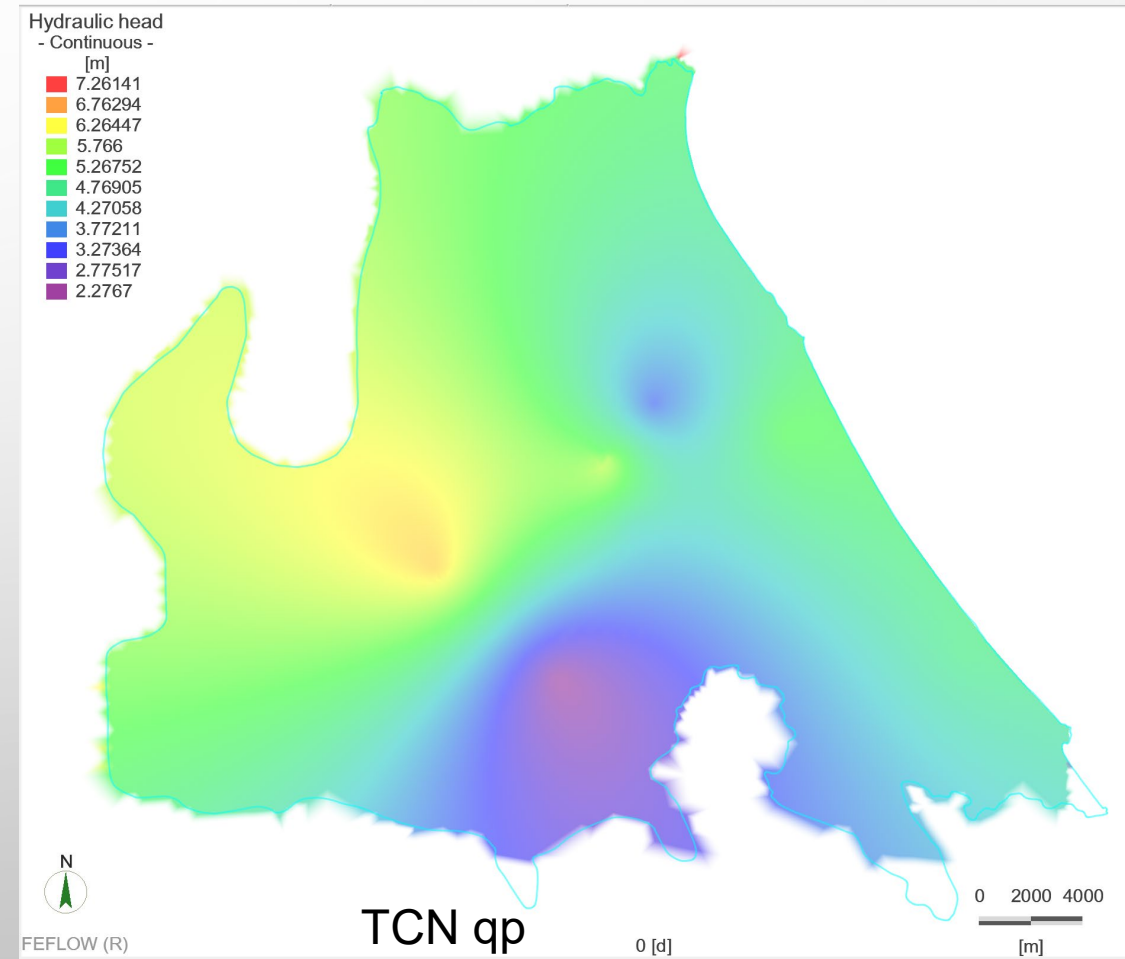 Hydraulic head
- Continuous -
[m]
7.26141
6.76294
6.26447
5.766
5.26752
4.76905
4.27058
3.77211
3.27364
2.77517
2.2767
N
0 2000 4000
TCN qp
FEFLOW (R)
0 [d]
[m]